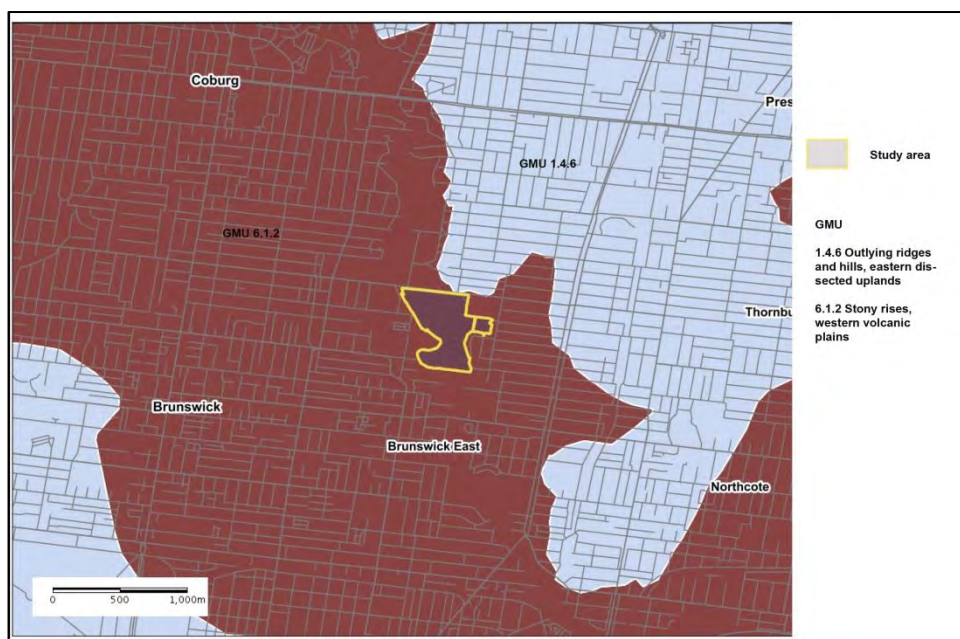 Coburg
Pres
GMU 1.4.6
Study area
GMU 6.1.2
GMU
1.4.6 Outlying ridges
and hills, eastern dis-
sected uplands
6.1.2 Stony rises,
western volcanic
plains
Thornbu
Brunswick
Brunswick East
Northcote
0 500 1,000m